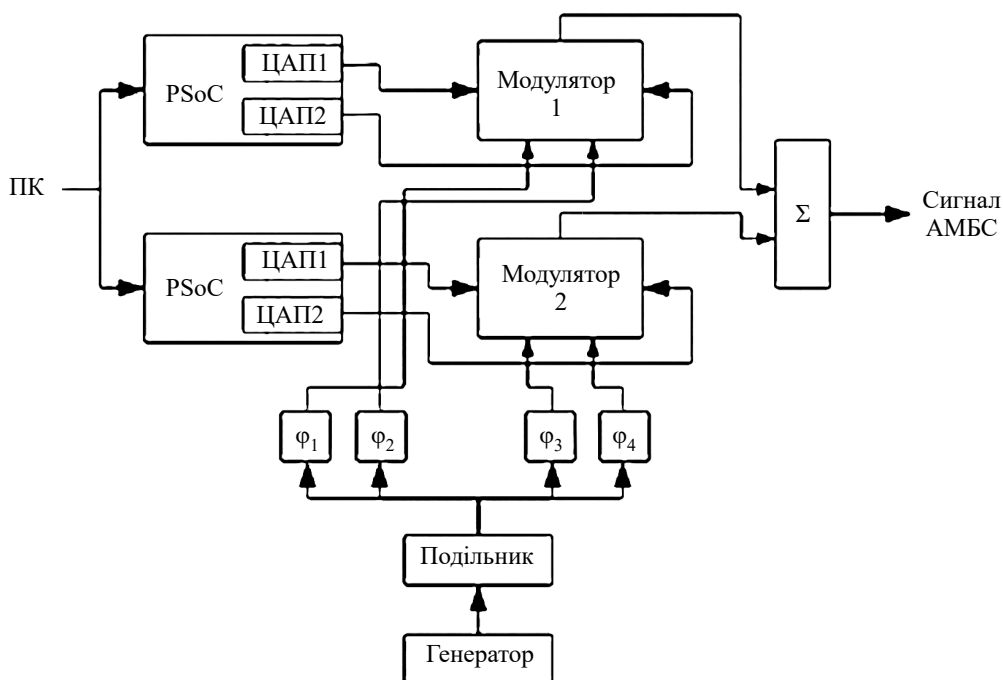 ЦАП1
PSoC
ЦАП2
Модулятор
1
ПК
Σ
Сигнал
АМБС
ЦАП1
PSoC
ЦАП2
Модулятор
2
φ1
φ2
φ3
φ4
Подільник
Генератор